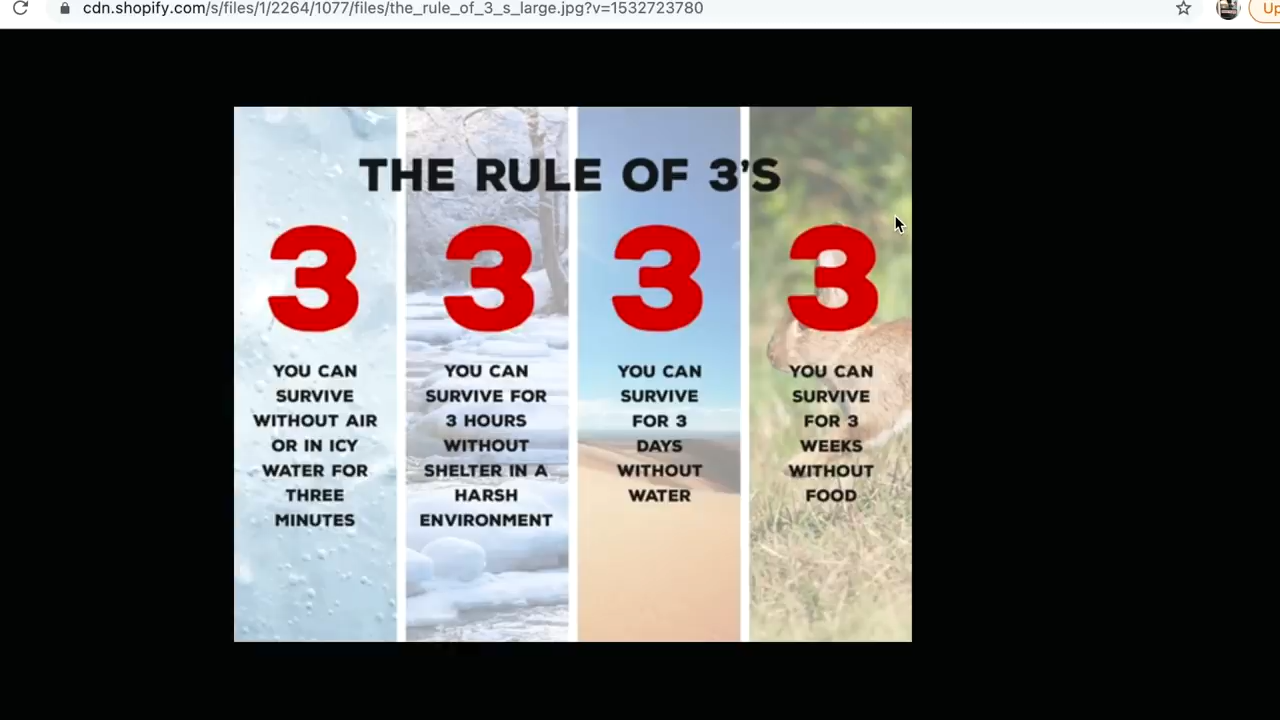 cdn.shopify.com/s/files/1/2264/1077/files/the_rule_of_3_s_large.jpg?v=1532723780
Up
THE RULE OF 3'S
3
YOU CAN
SURVIVE
WITHOUT AIR
OR IN ICY
WATER FOR
THREE
MINUTES
3
YOU CAN
SURVIVE FOR
3 HOURS
WITHOUT
SHELTER IN A
HARSH
ENVIRONMENT
3
YOU CAN
SURVIVE
FOR 3
DAYS
WITHOUT
WATER
3
YOU CAN
SURVIVE
FOR 3
WEEKS
WITHOUT
FOOD